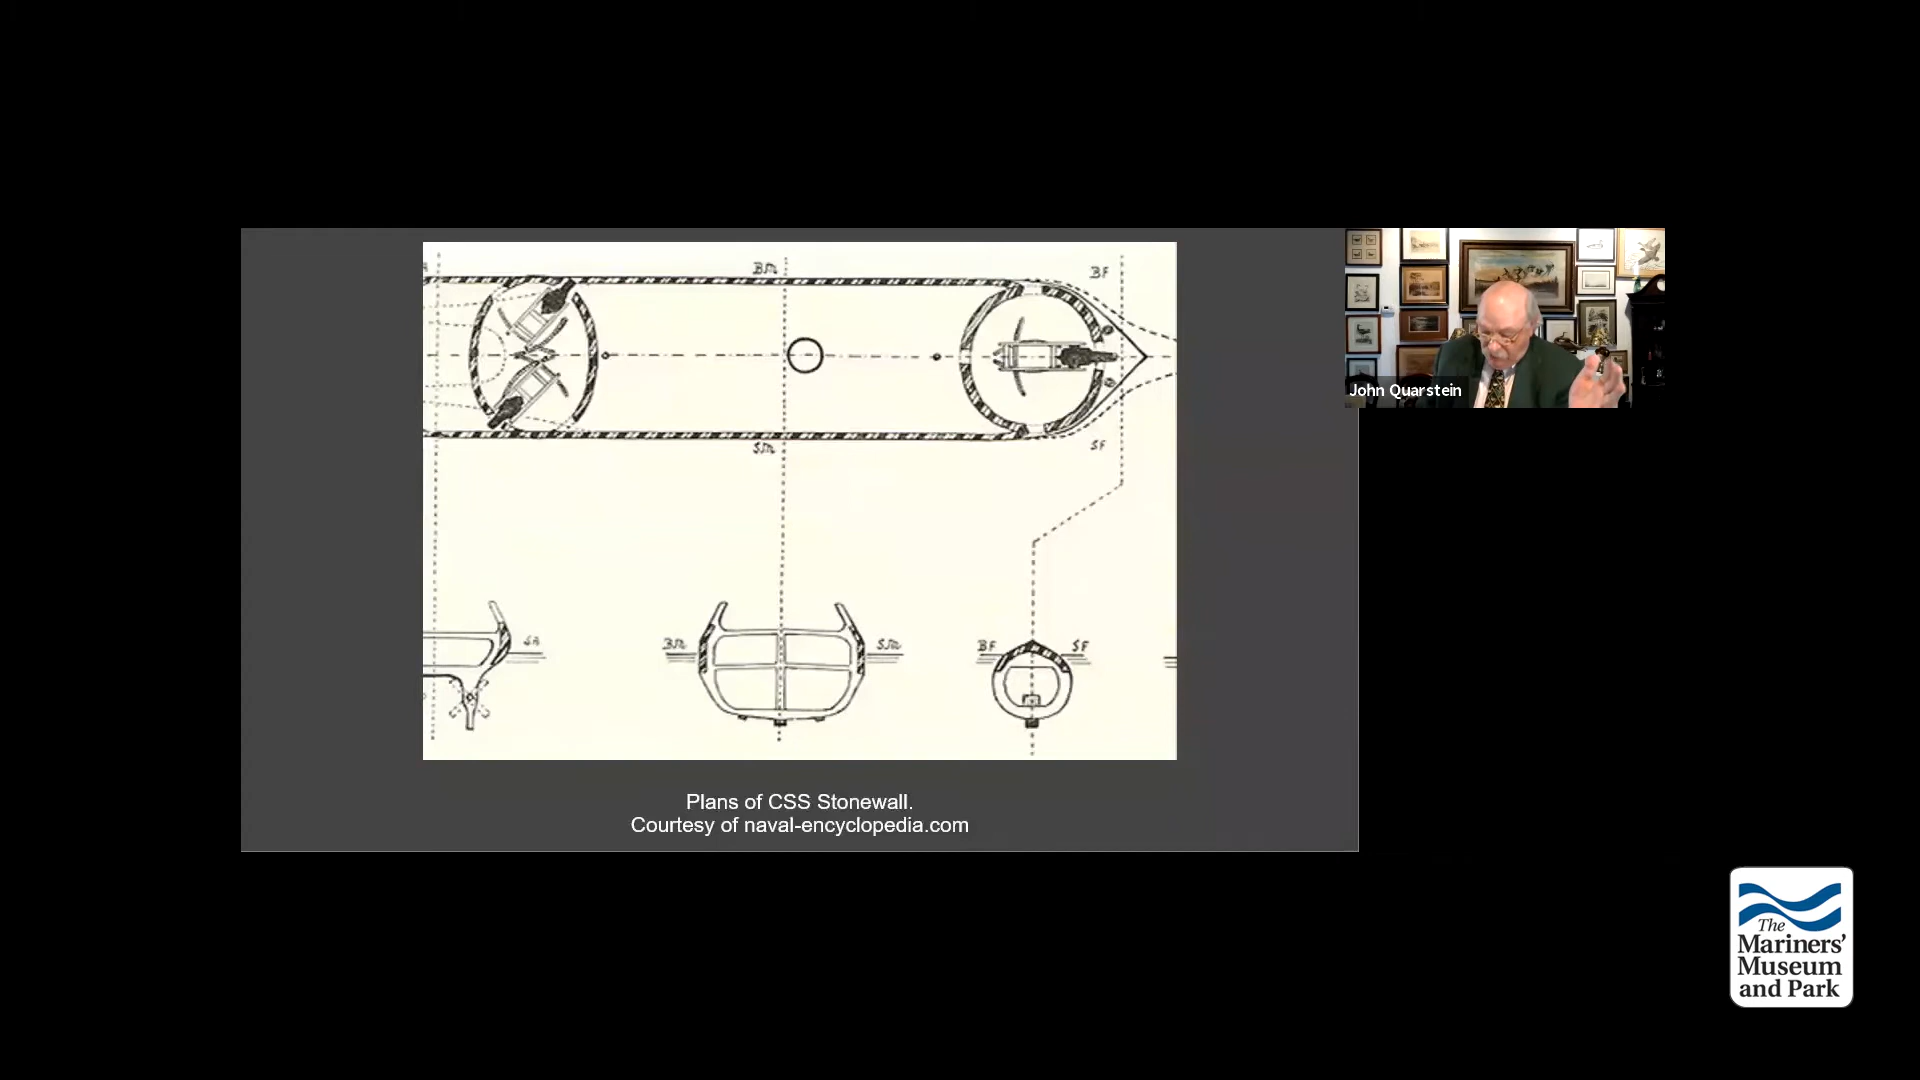 BM
BF
SM
SF
SA
BM
SM
BF
SF
Plans of CSS Stonewall.
Courtesy of naval-encyclopedia.com
John Quarstein
The
Mariners'
Museum
and Park